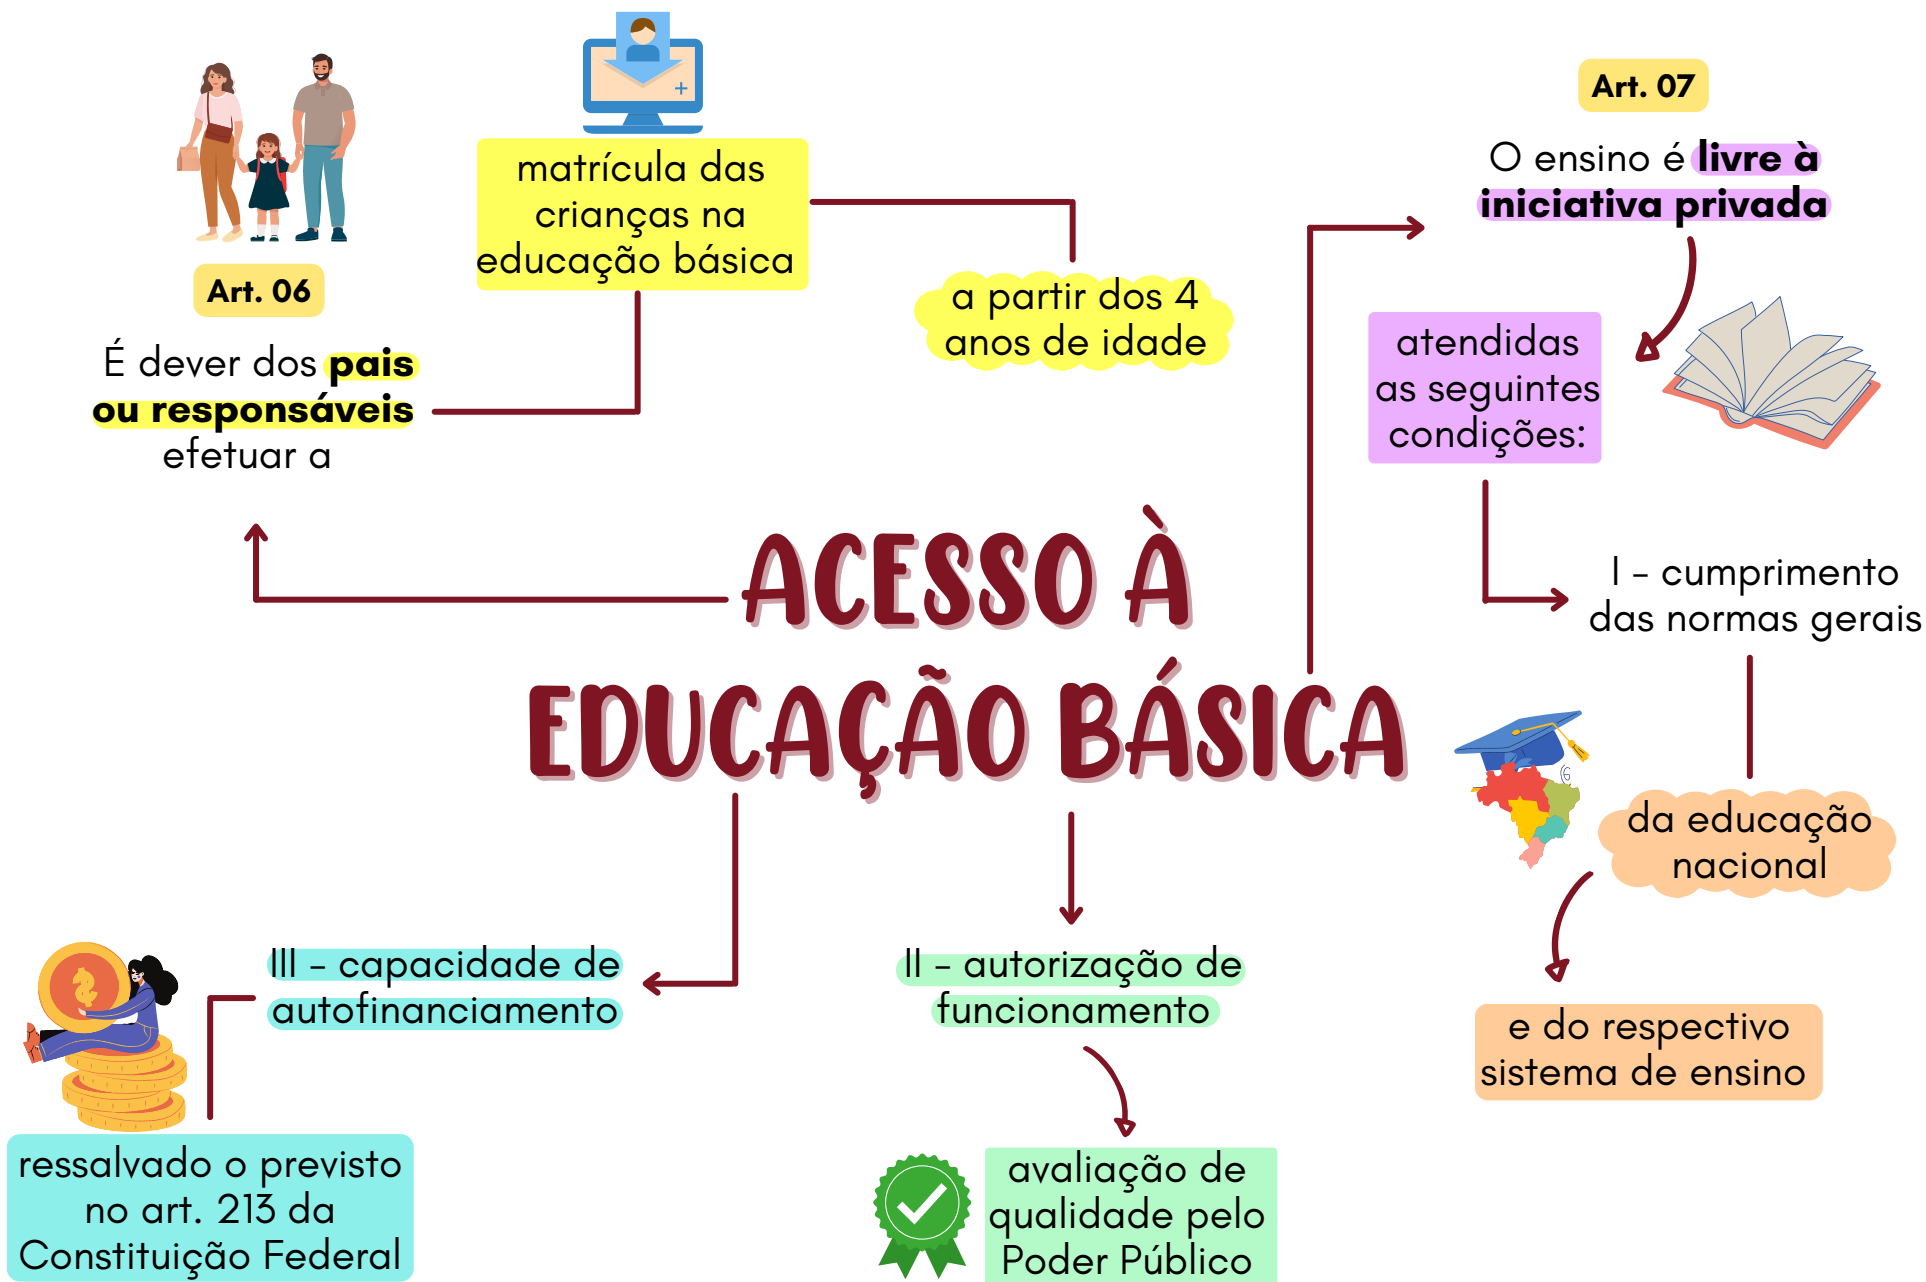 Art. 06
É dever dos pais
ou responsáveis
efetuar a
matrícula das
crianças na
educação básica
a partir dos 4
anos de idade
Art. 07
O ensino é livre à
iniciativa privada
atendidas
as seguintes
condições:
I - cumprimento
das normas gerais
da educação
nacional
e do respectivo
sistema de ensino
ACESSO À
EDUCAÇÃO BÁSICA
II - autorização de
funcionamento
avaliação de
qualidade pelo
Poder Público
III - capacidade de
autofinanciamento
ressalvado o previsto
no art. 213 da
Constituição Federal